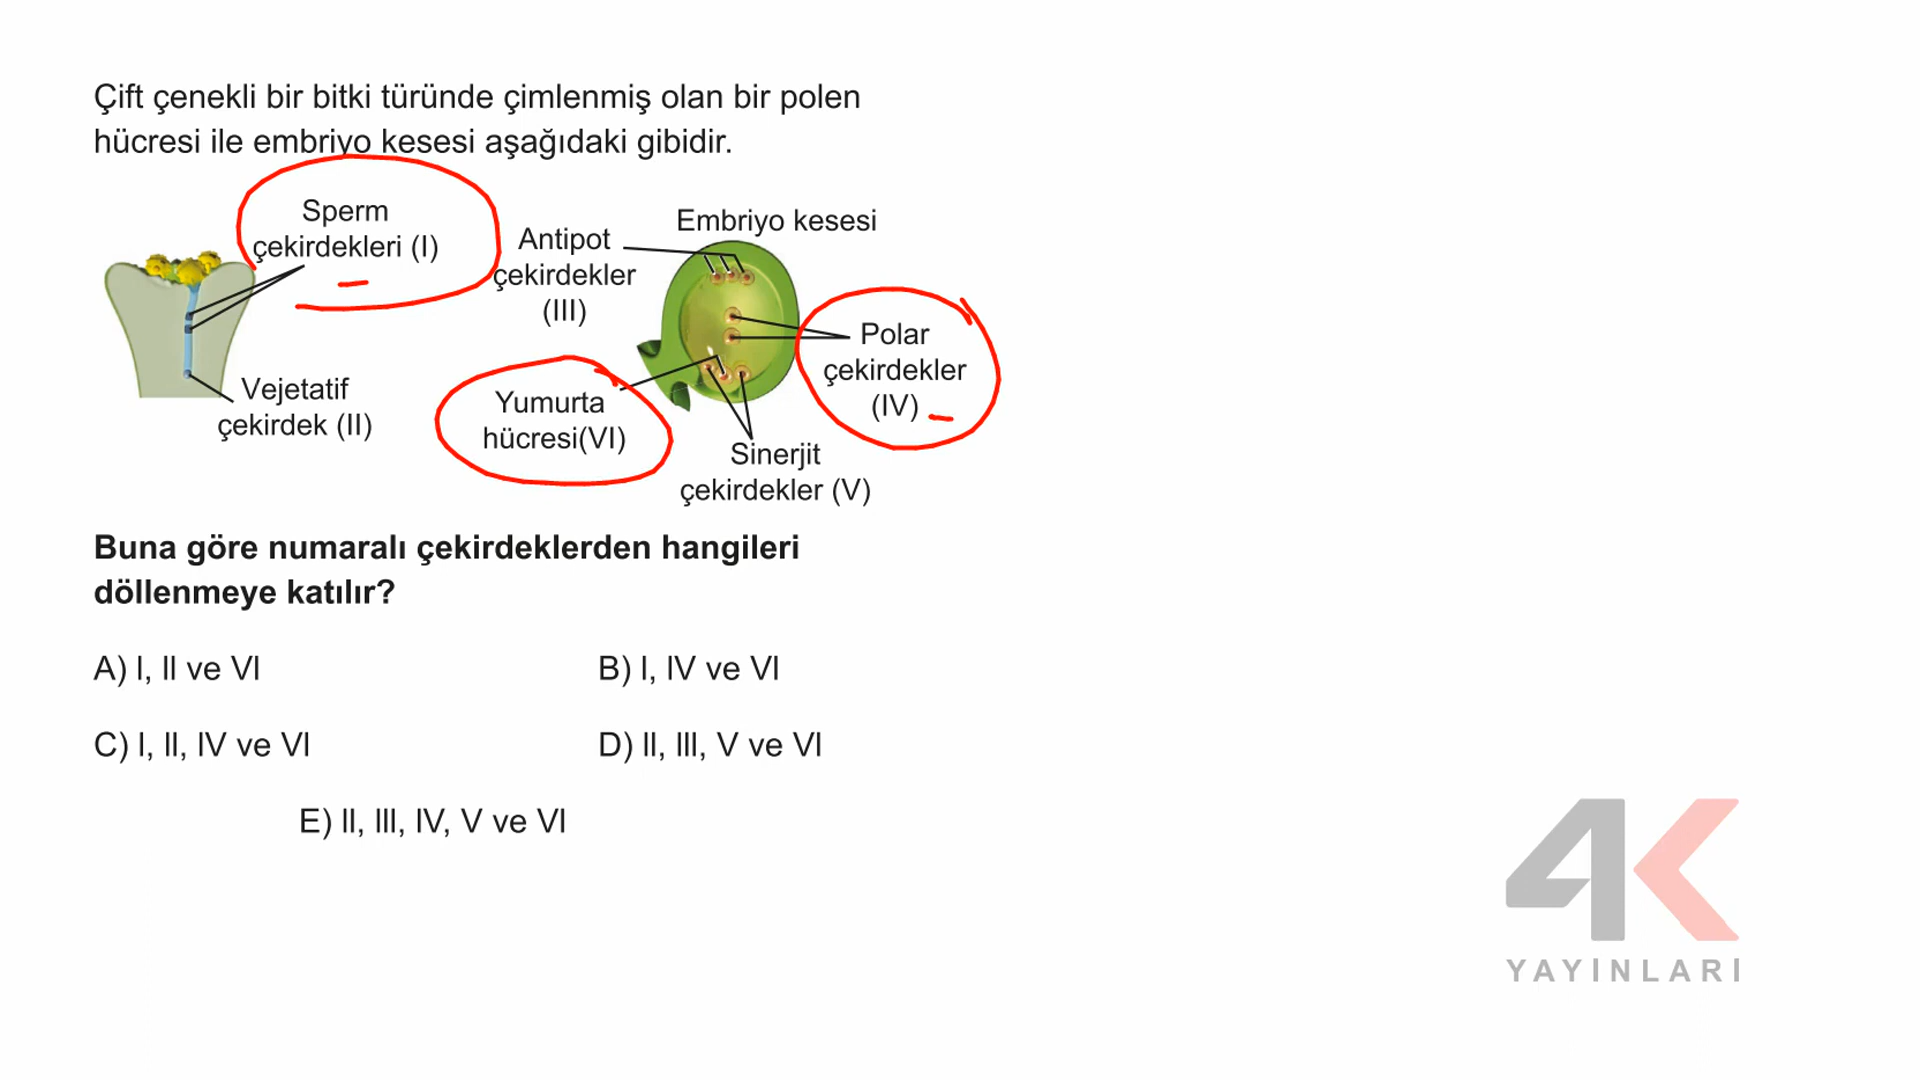 Çift çenekli bir bitki türünde çimlenmiş olan bir polen
hücresi ile embriyo kesesi aşağıdaki gibidir.
Sperm
çekirdekleri (I)
Vejetatif
çekirdek (II)
Antipot
çekirdekler
(III)
Embriyo kesesi
Polar
çekirdekler
(IV)
Yumurta
hücresi(VI)
Sinerjit
çekirdekler (V)
Buna göre numaralı çekirdeklerden hangileri
döllenmeye katılır?
A) I, II ve VI
B) I, IV ve VI
C) I, II, IV ve VI
D) II, III, V ve VI
E) II, III, IV, V ve VI
4K
YAYINLARI